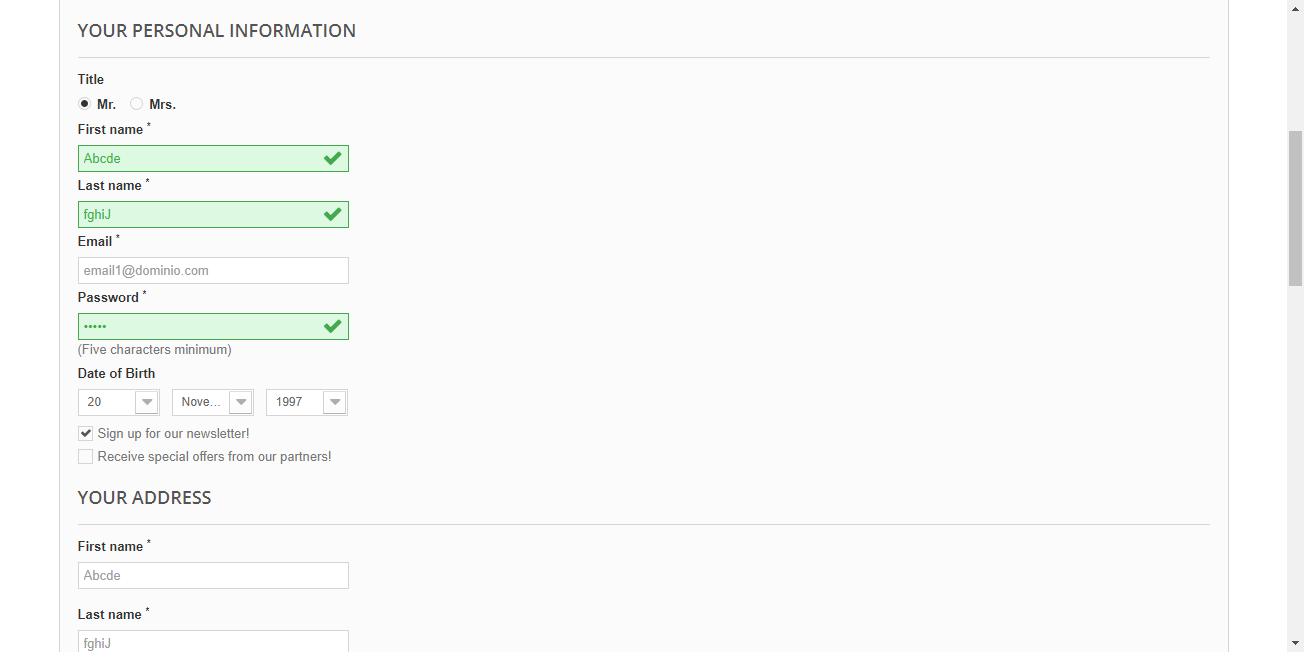 YOUR PERSONAL INFORMATION
Title
Mr. Mrs.
First name *
Abcde
Last name *
fghiJ
Email *
email1@dominio.com
Password *
•••••
(Five characters minimum)
Date of Birth
20 Nove... 1997
Sign up for our newsletter!
Receive special offers from our partners!
YOUR ADDRESS
First name *
Abcde
Last name *
fghiJ